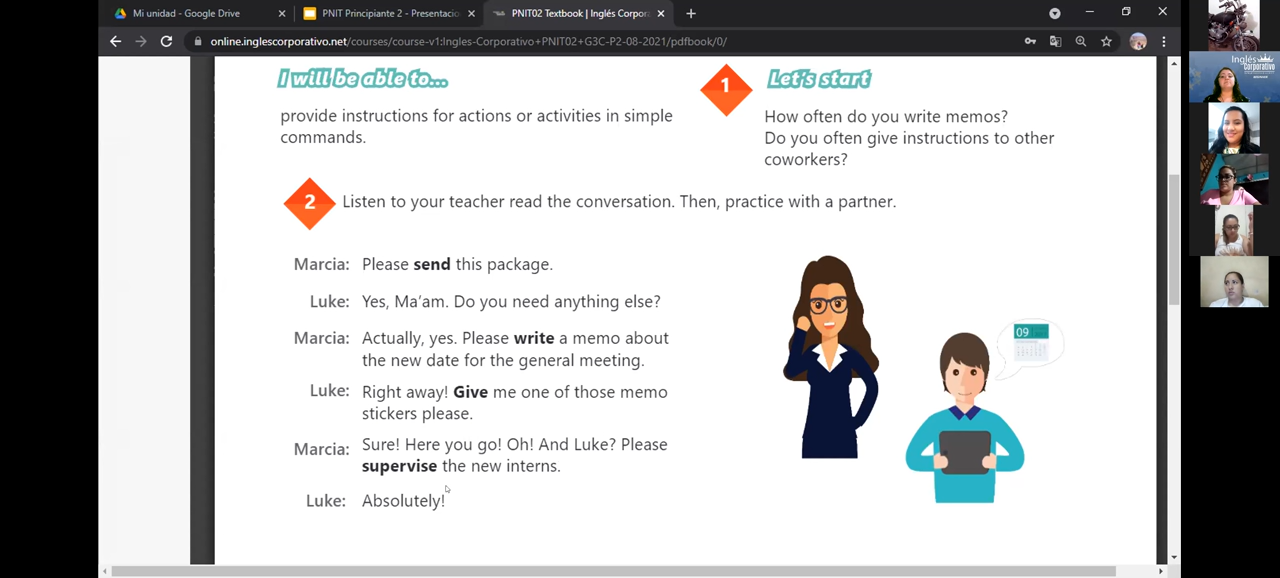 Mi unidad - Google Drive
PNIT Principiante 2 - Presentacio
PNIT02 Textbook | Inglés Corpora
online.inglescorporativo.net/courses/course-v1:Ingles-Corporativo+PNIT02+G3C-P2-08-2021/pdfbook/0/
I will be able to...
provide instructions for actions or activities in simple
commands.
1
Let's start
How often do you write memos?
Do you often give instructions to other
coworkers?
2
Listen to your teacher read the conversation. Then, practice with a partner.
Marcia: Please send this package.
Luke: Yes, Ma'am. Do you need anything else?
Marcia: Actually, yes. Please write a memo about
the new date for the general meeting.
Luke: Right away! Give me one of those memo
stickers please.
Marcia: Sure! Here you go! Oh! And Luke? Please
supervise the new interns.
Luke: Absolutely!
09
Inglés
Corporativo